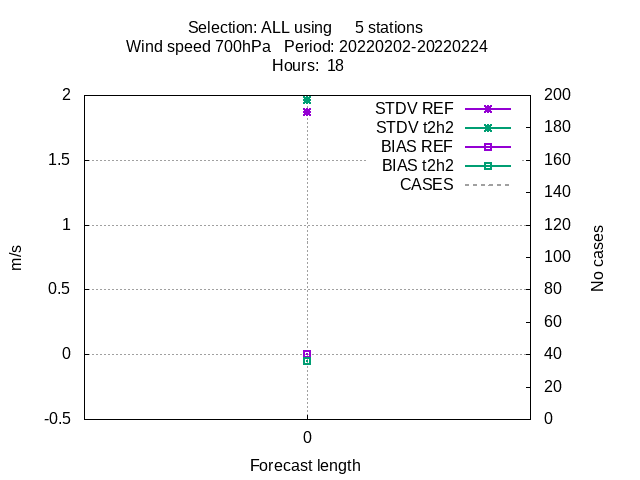 Selection: ALL using 5 stations
Wind speed 700hPa Period: 20220202-20220224
Hours: 18
2
1.5
1
0.5
0
-0.5
m/s
STDV REF
STDV t2h2
BIAS REF
BIAS t2h2
CASES
200
180
160
140
120
100
80
60
40
20
0
No cases
0
Forecast length